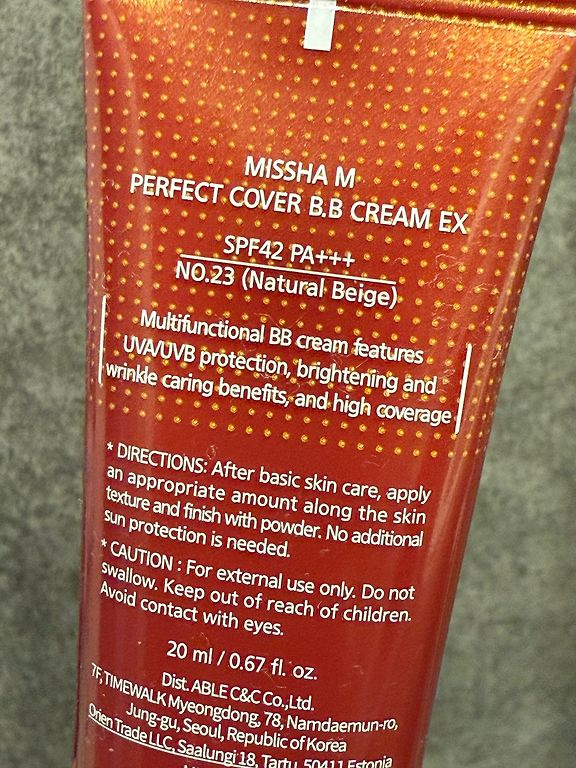 MISSHA M
PERFECT COVER B.B CREAM EX
SPF42 PA+++
NO.23 (Natural Beige)
Multifunctional BB cream features
UVA/UVB protection, brightening and
wrinkle caring benefits, and high coverage
* DIRECTIONS: After basic skin care, apply
an appropriate amount along the skin
texture and finish with powder. No additional
sun protection is needed.
* CAUTION : For external use only. Do not
swallow. Keep out of reach of children.
Avoid contact with eyes.
20 ml / 0.67 fl. oz.
Dist. ABLE C&C Co.,Ltd.
7F, TIMEWALK Myeongdong, 78, Namdaemun-ro,
Jung-gu, Seoul, Republic of Korea
Orien Trade LLC, Saalungi 18, Tartu, 50411 Estonia